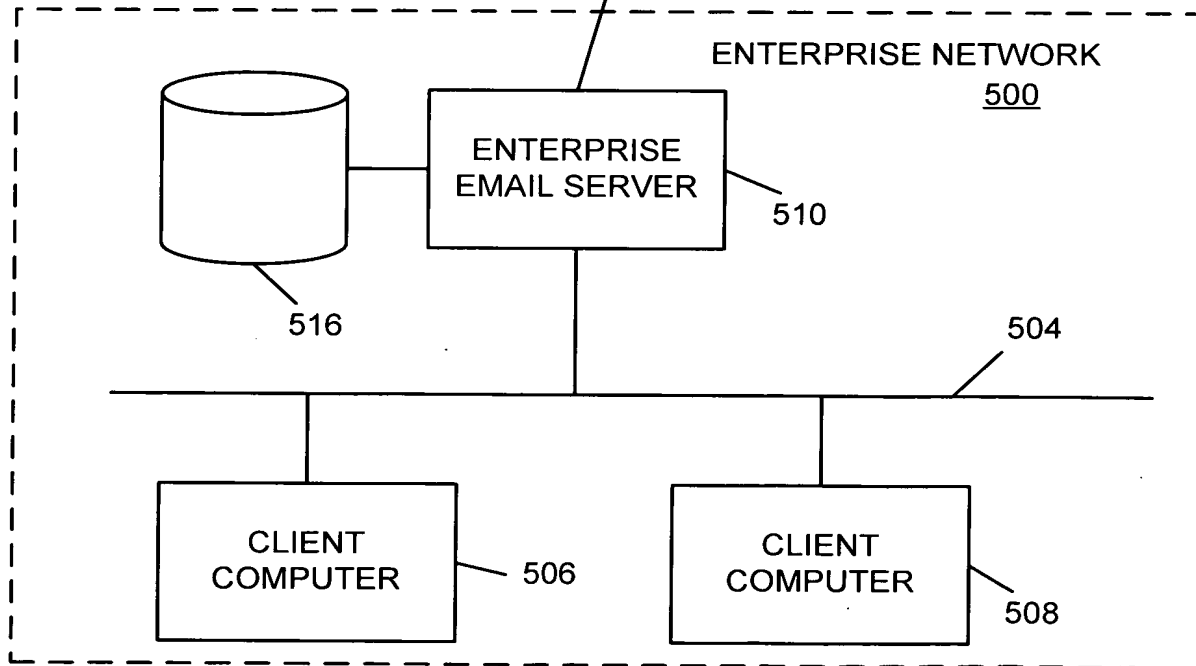 ENTERPRISE NETWORK
500
ENTERPRISE
EMAIL SERVER
510
516
504
CLIENT
COMPUTER
506
CLIENT
COMPUTER
508